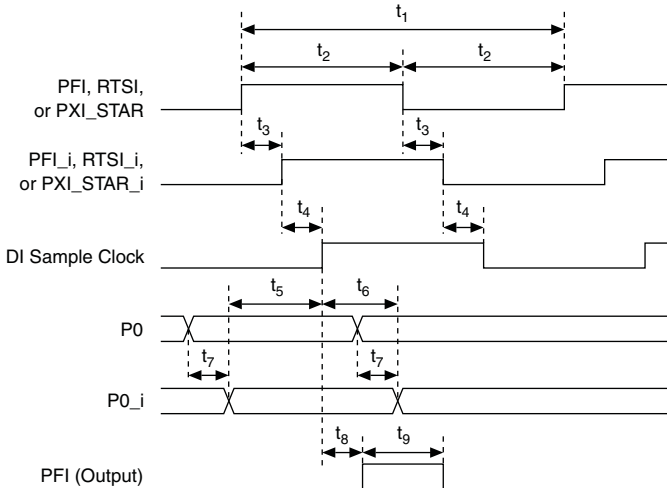 t1
t2 t2
PFI, RTSI,
or PXI_STAR
t3 t3
PFI_i, RTSI_i,
or PXI_STAR_i
t4 t4
DI Sample Clock
t5 t6
P0
t7 t7
P0_i
t8 t9
PFI (Output)